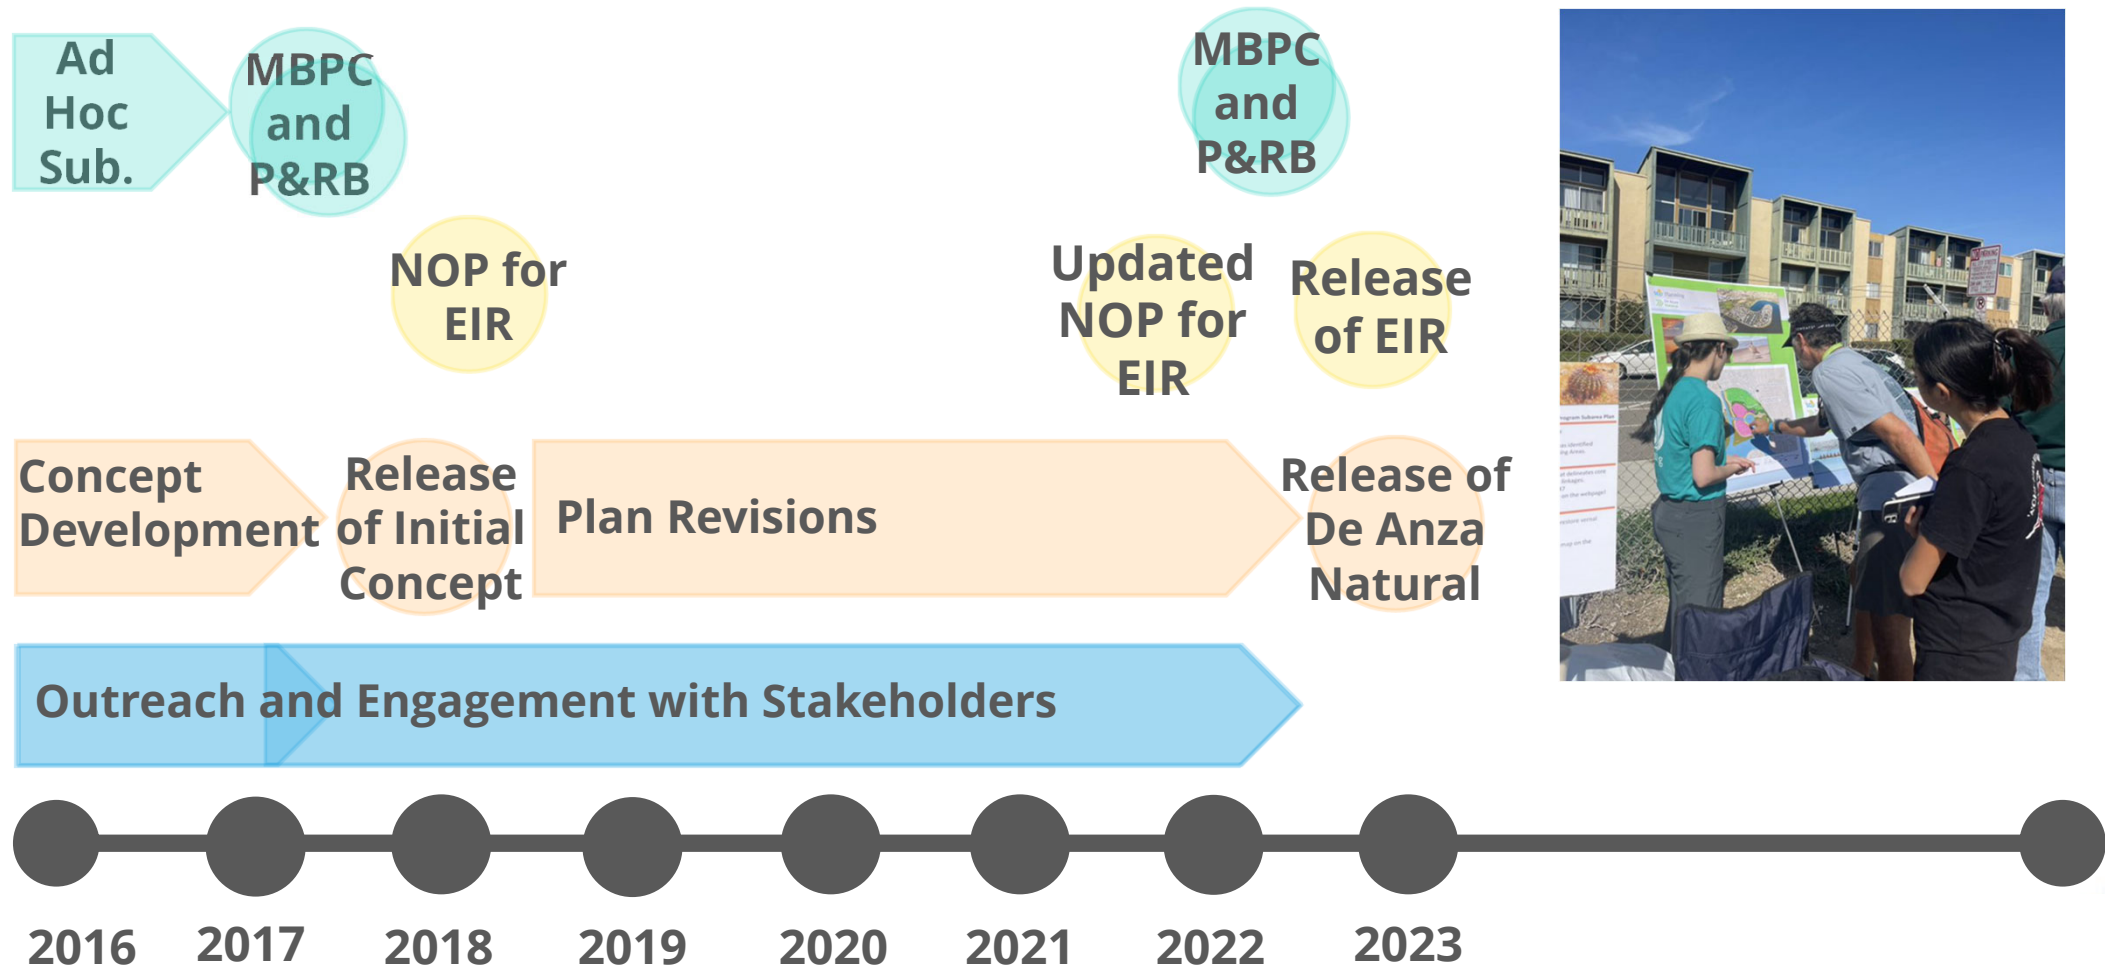 Ad
Hoc
Sub.
MBPC
and
P&RB
MBPC
and
P&RB
NOP for
EIR
Updated
NOP for
EIR
Release
of EIR
Concept
Development
Release
of Initial
Concept
Plan Revisions
Release of
De Anza
Natural
Outreach and Engagement with Stakeholders
2016
2017
2018
2019
2020
2021
2022
2023